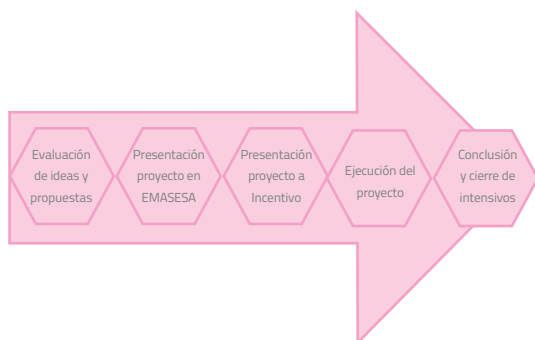 Evaluación
de ideas y
propuestas
Presentación
proyecto en
EMASESA
Presentación
proyecto a
Incentivo
Ejecución del
proyecto
Conclusión
y cierre de
intensivos